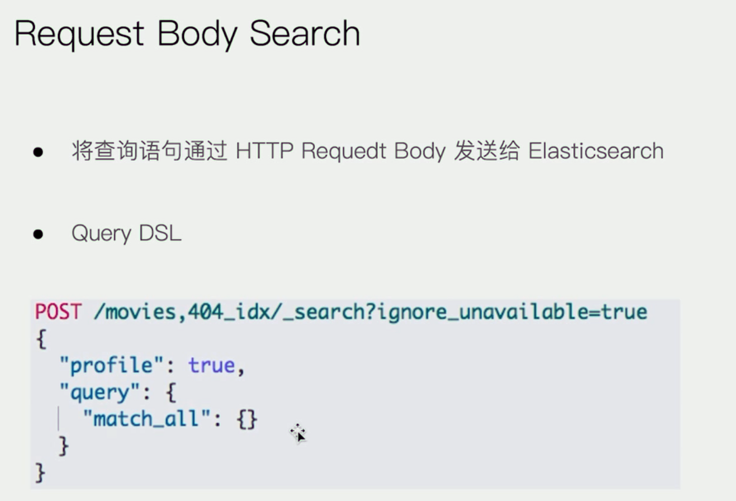 Request Body Search
● 将查询语句通过 HTTP Requedt Body 发送给 Elasticsearch
● Query DSL
POST /movies,404_idx/_search?ignore_unavailable=true
{
  "profile": true,
  "query": {
    "match_all": {}
  }
}